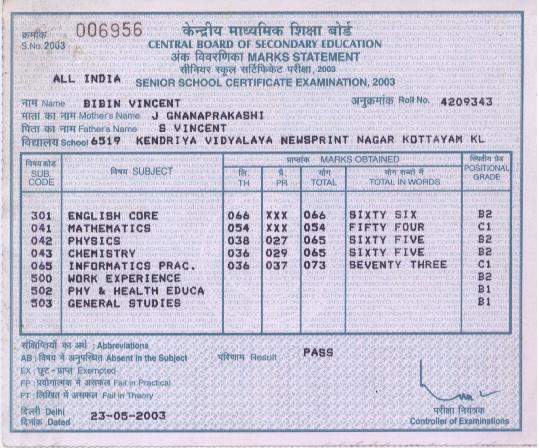 क्रमांक 006956
S.No. 2003
केन्द्रीय माध्यमिक शिक्षा बोर्ड
CENTRAL BOARD OF SECONDARY EDUCATION
अंक विवरणिका MARKS STATEMENT
सीनियर स्कूल सर्टिफिकेट परीक्षा, 2003
ALL INDIA SENIOR SCHOOL CERTIFICATE EXAMINATION, 2003
नाम Name BIBIN VINCENT अनुक्रमांक Roll No. 4209343
माता का नाम Mother's Name J GNANAPRAKASHI
पिता का नाम Father's Name S VINCENT
विद्यालय School 6519 KENDRIYA VIDYALAYA NEWSPRINT NAGAR KOTTAYAM KL
विषय कोड SUB. CODE विषय SUBJECT प्राप्तांक MARKS OBTAINED स्थितीय ग्रेड POSITIONAL GRADE
लि. TH प्रै. PR योग TOTAL योग शब्दों में TOTAL IN WORDS
301 ENGLISH CORE 066 XXX 066 SIXTY SIX B2
041 MATHEMATICS 054 XXX 054 FIFTY FOUR C1
042 PHYSICS 038 027 065 SIXTY FIVE B2
043 CHEMISTRY 036 029 065 SIXTY FIVE B2
065 INFORMATICS PRAC. 036 037 073 SEVENTY THREE C1
500 WORK EXPERIENCE B2
502 PHY & HEALTH EDUCA B1
503 GENERAL STUDIES B1
संक्षिप्तियों का अर्थ : Abbreviations
AB : विषय में अनुपस्थित Absent in the Subject परिणाम Result PASS
EX : छूट - प्राप्त Exempted
FP : प्रयोगात्मक में असफल Fail in Practical
FT : लिखित में असफल Fail in Theory
दिल्ली Delhi
दिनांक Dated 23-05-2003
परीक्षा नियंत्रक
Controller of Examinations